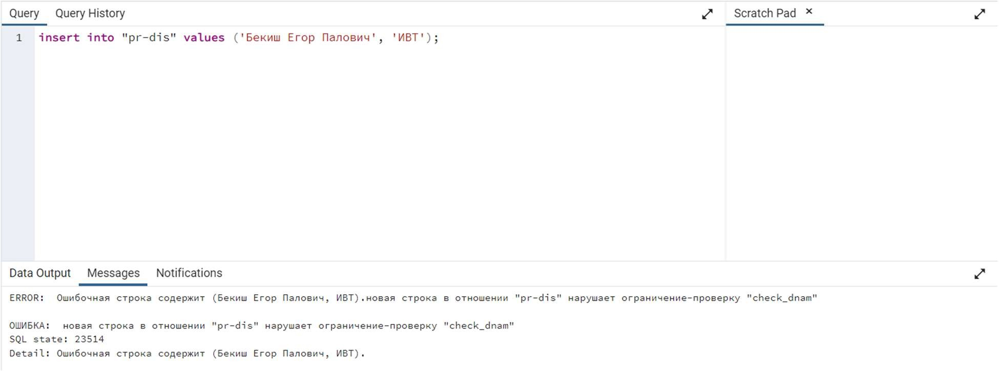 Query Query History Scratch Pad ×
1 insert into "pr-dis" values ('Бекиш Егор Палович', 'ИВТ');
Data Output Messages Notifications
ERROR:  Ошибочная строка содержит (Бекиш Егор Палович, ИВТ).новая строка в отношении "pr-dis" нарушает ограничение-проверку "check_dnam"
ОШИБКА:  новая строка в отношении "pr-dis" нарушает ограничение-проверку "check_dnam"
SQL state: 23514
Detail: Ошибочная строка содержит (Бекиш Егор Палович, ИВТ).